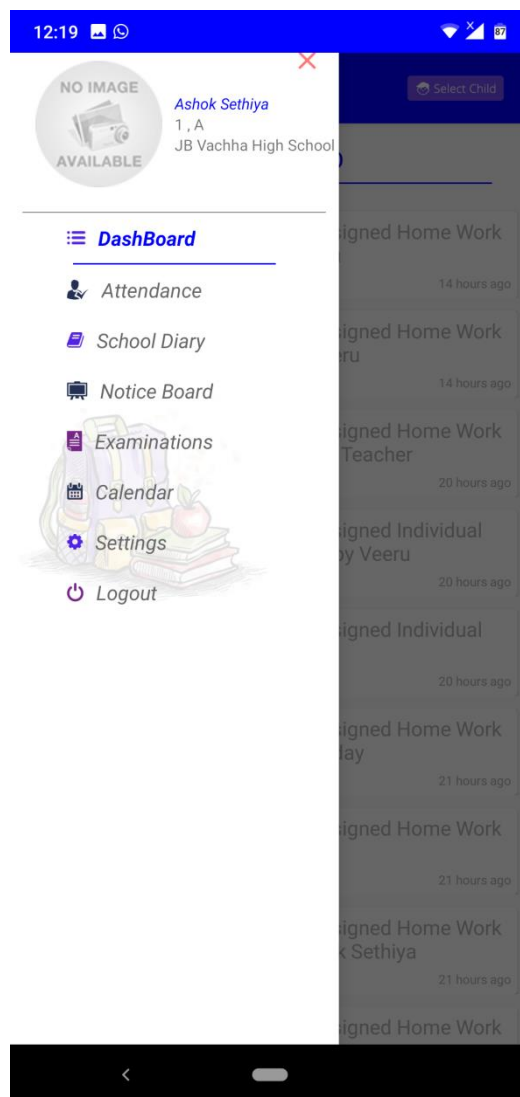 12:19
87
NO IMAGE
AVAILABLE
Ashok Sethiya
1 , A
JB Vachha High School
Select Child
DashBoard
Attendance
School Diary
Notice Board
Examinations
Calendar
Settings
Logout
signed Home Work
14 hours ago
signed Home Work
eru
14 hours ago
signed Home Work
Teacher
20 hours ago
signed Individual
by Veeru
20 hours ago
signed Individual
20 hours ago
signed Home Work
day
21 hours ago
signed Home Work
21 hours ago
signed Home Work
k Sethiya
21 hours ago
signed Home Work